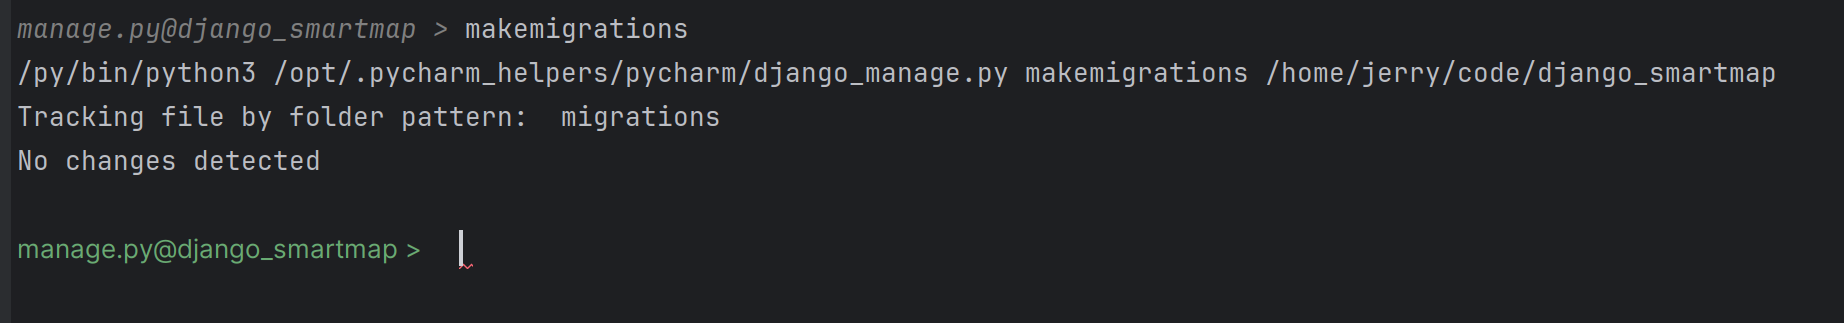 manage.py@django_smartmap > makemigrations
/py/bin/python3 /opt/.pycharm_helpers/pycharm/django_manage.py makemigrations /home/jerry/code/django_smartmap
Tracking file by folder pattern:  migrations
No changes detected
manage.py@django_smartmap >